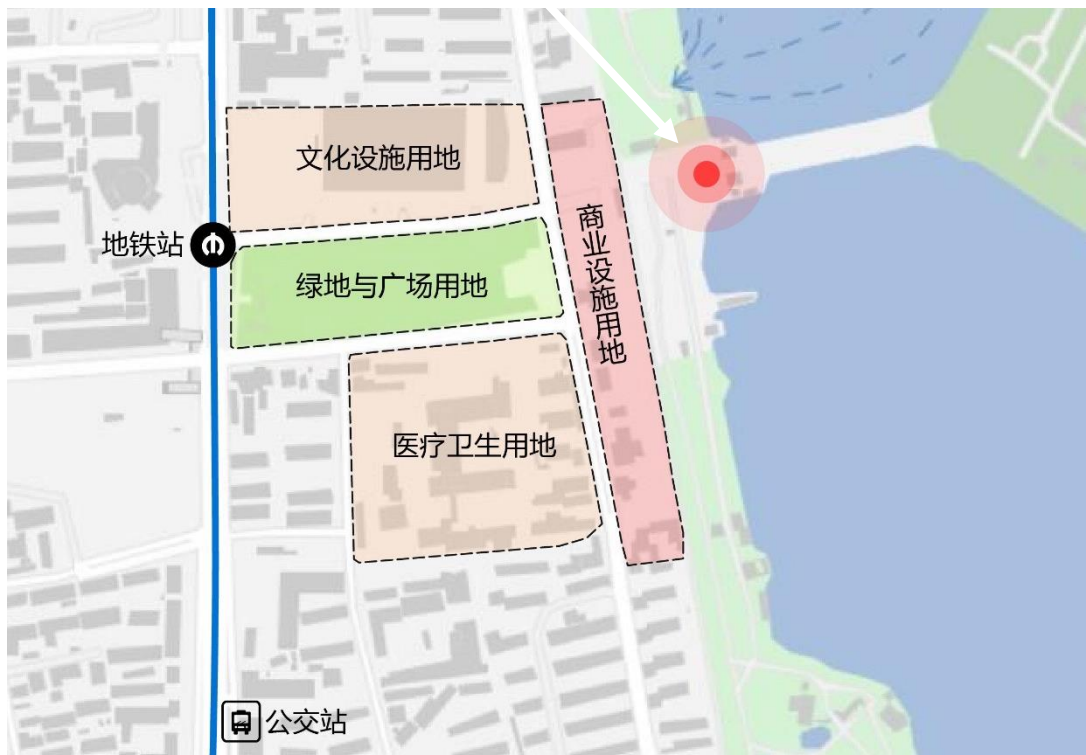 文化设施用地
地铁站
绿地与广场用地
商业设施用地
医疗卫生用地
公交站